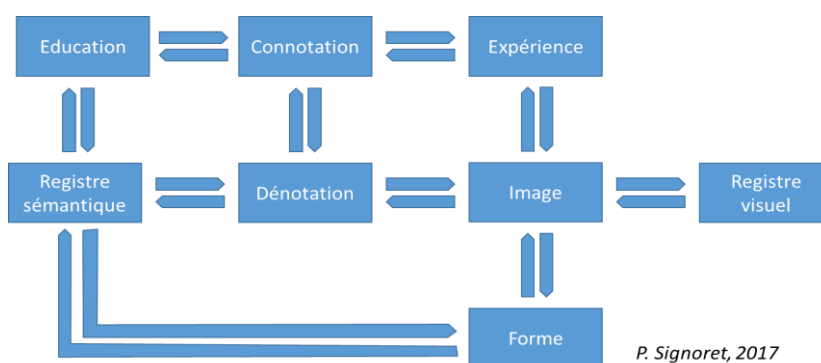 Education
Connotation
Expérience
Registre
sémantique
Dénotation
Image
Registre
visuel
Forme
P. Signoret, 2017